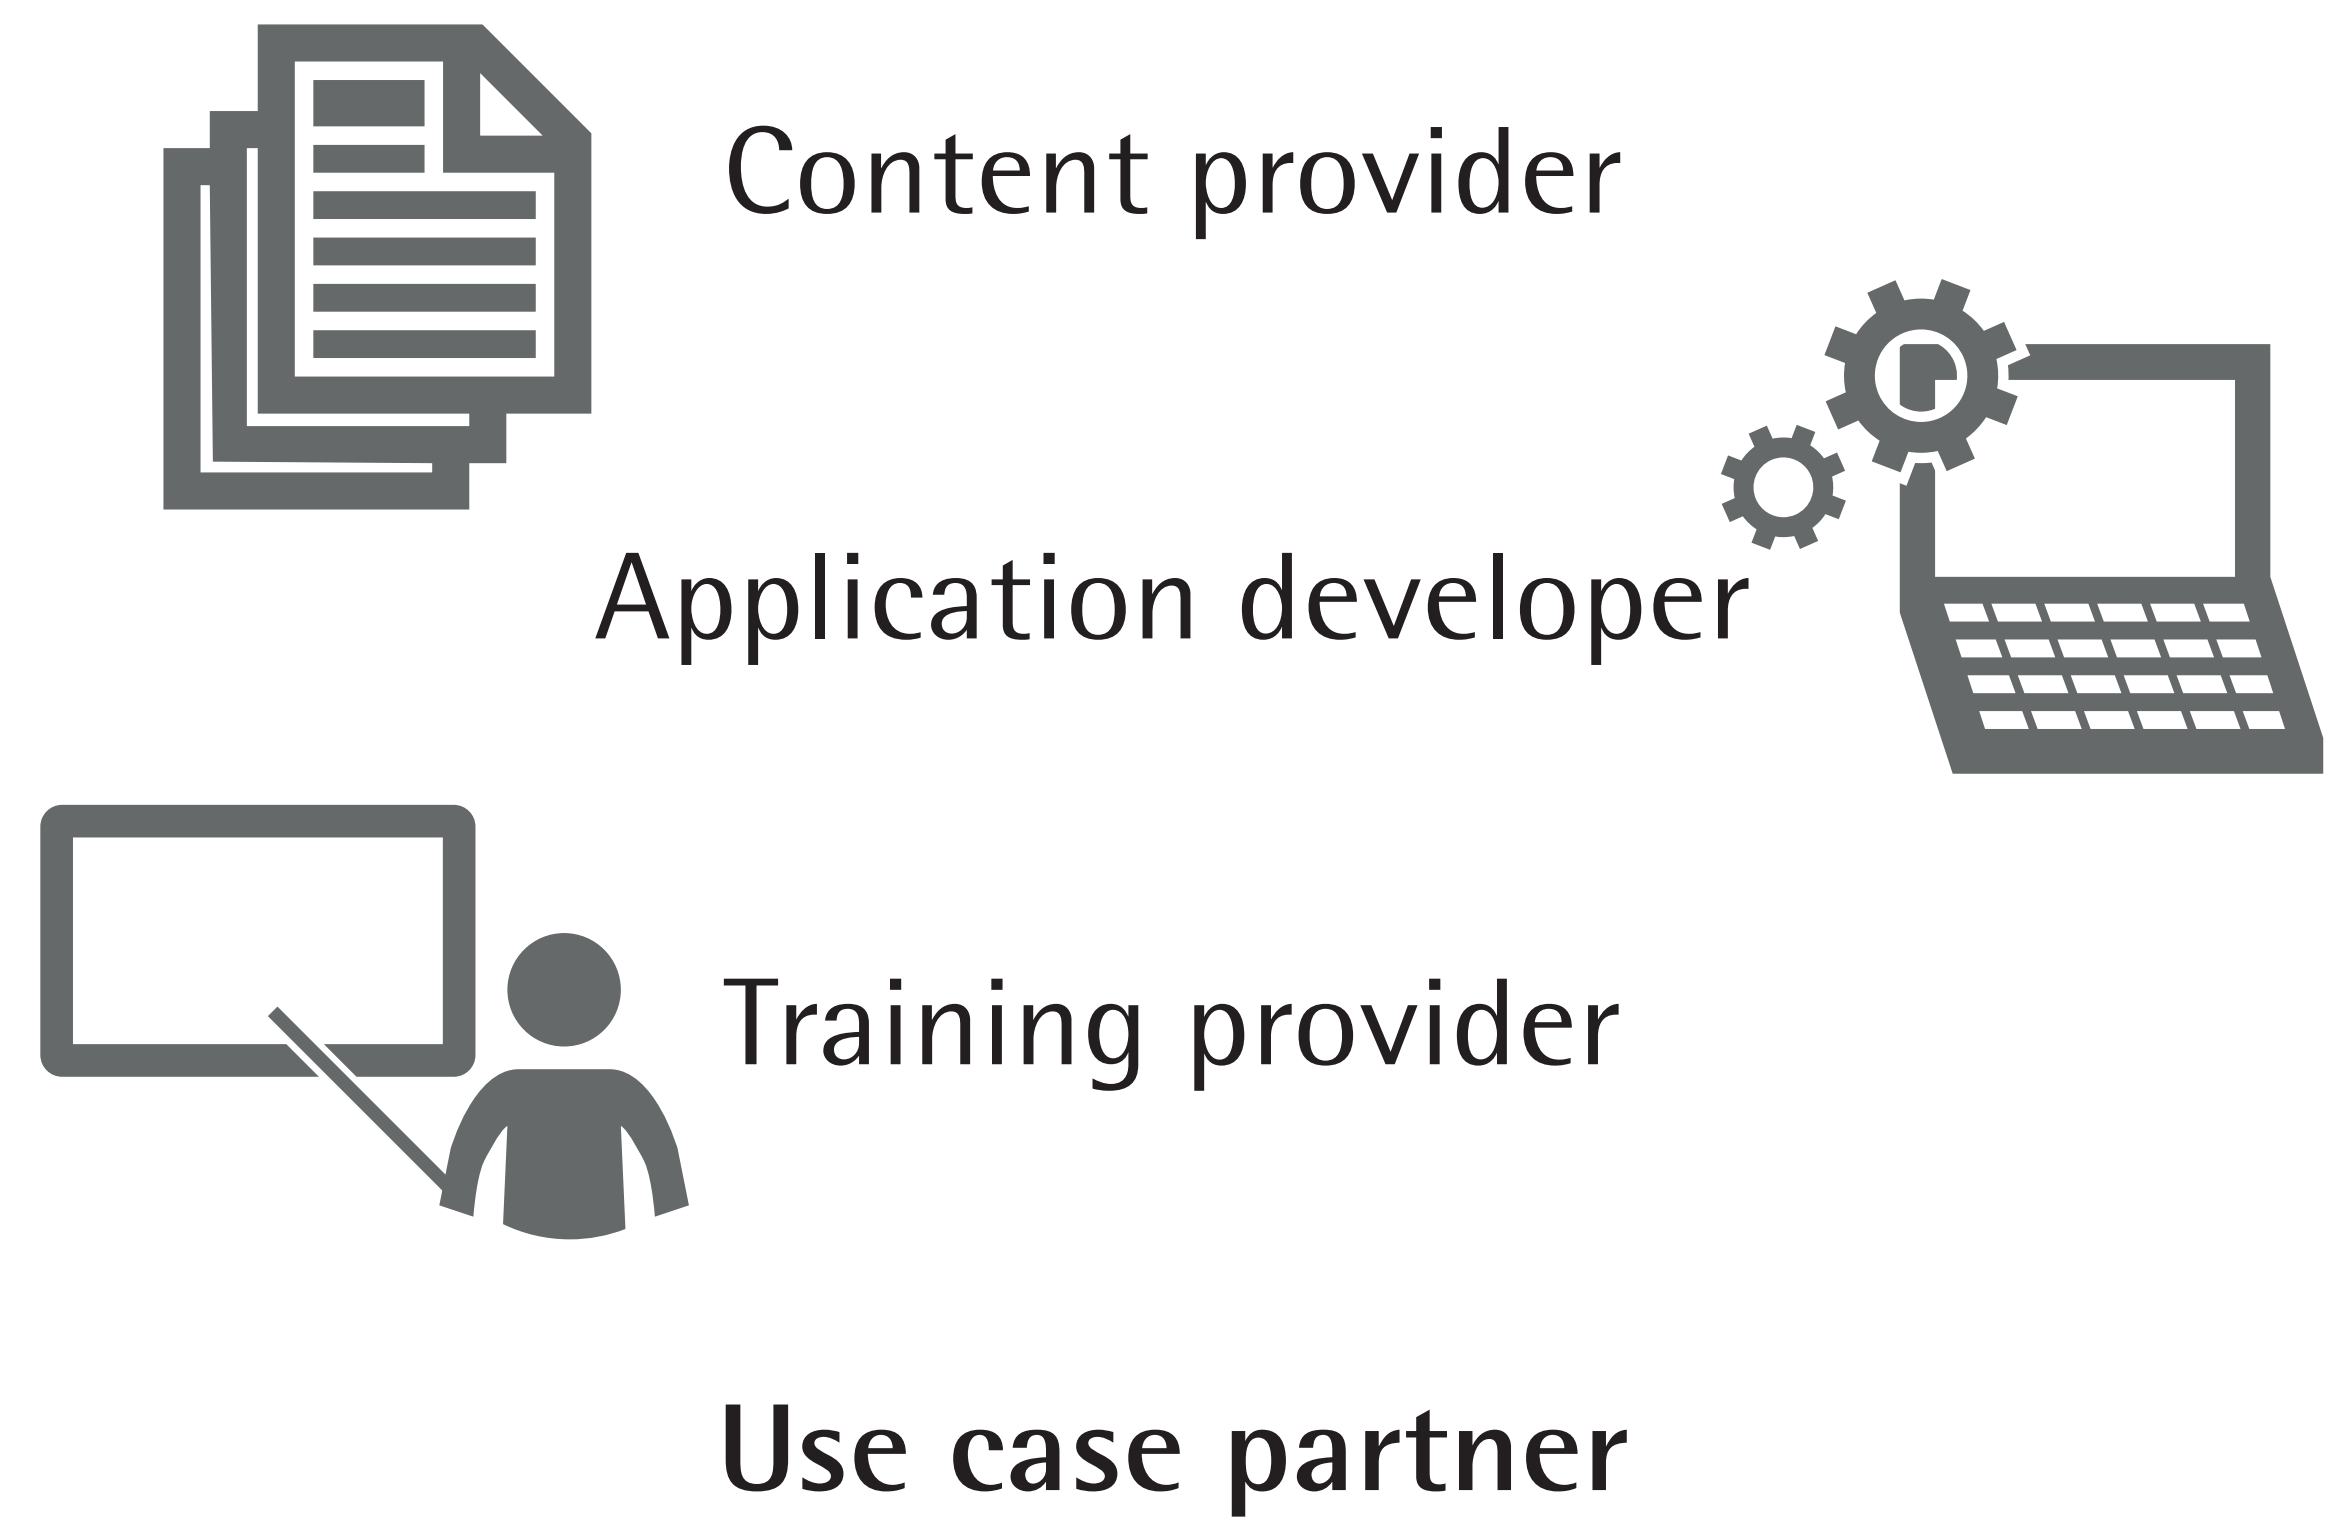 Content provider
Application developer
Training provider
Use case partner